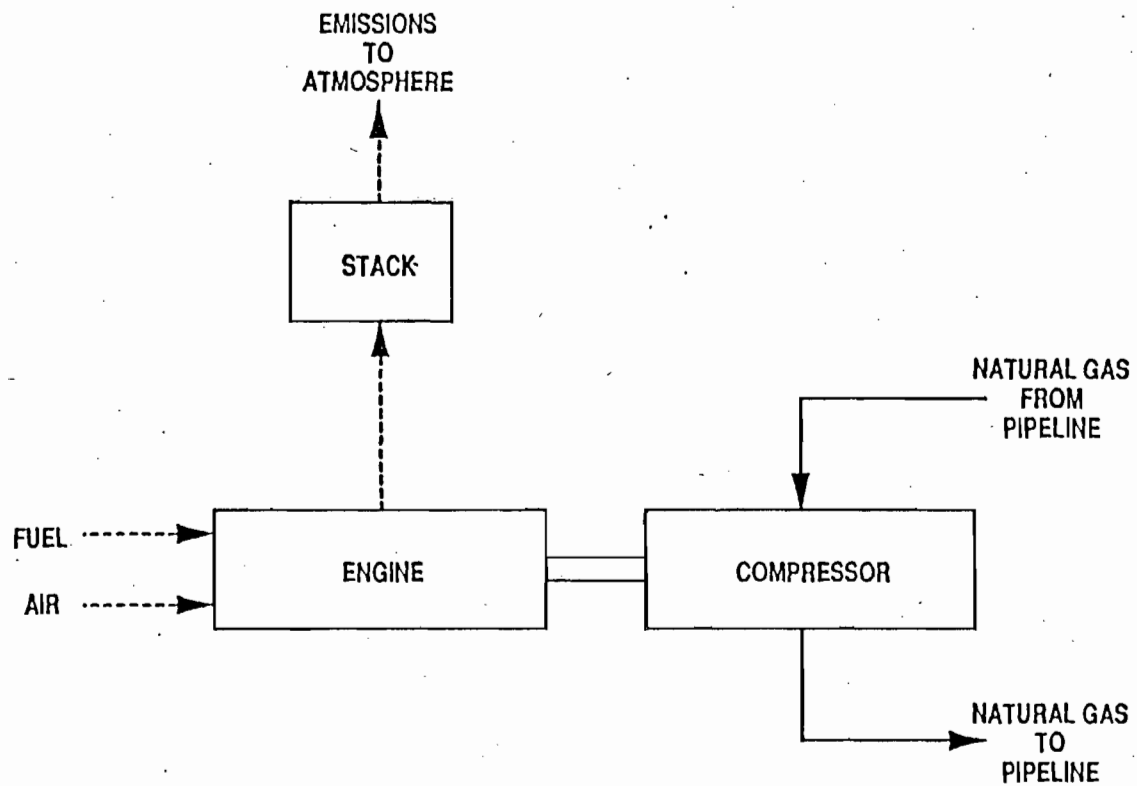 EMISSIONS
TO
ATMOSPHERE
STACK
NATURAL GAS
FROM
PIPELINE
FUEL
AIR
ENGINE
COMPRESSOR
NATURAL GAS
TO
PIPELINE